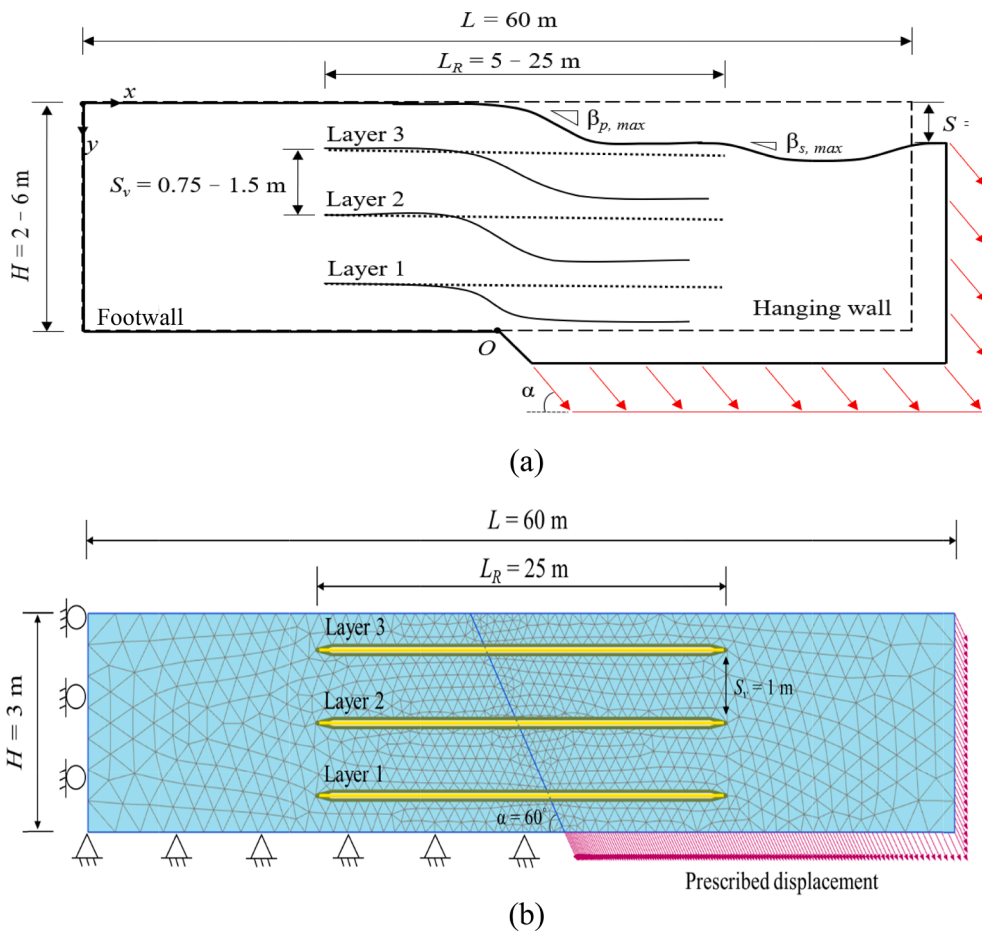 L = 60 m
L_R = 5 – 25 m
x
y
β_p, max
β_s, max
S =
Layer 3
S_v = 0.75 – 1.5 m
Layer 2
H = 2 – 6 m
Layer 1
Footwall
Hanging wall
O
α
(a)
L = 60 m
L_R = 25 m
Layer 3
S_v = 1 m
Layer 2
H = 3 m
Layer 1
α = 60°
Prescribed displacement
(b)